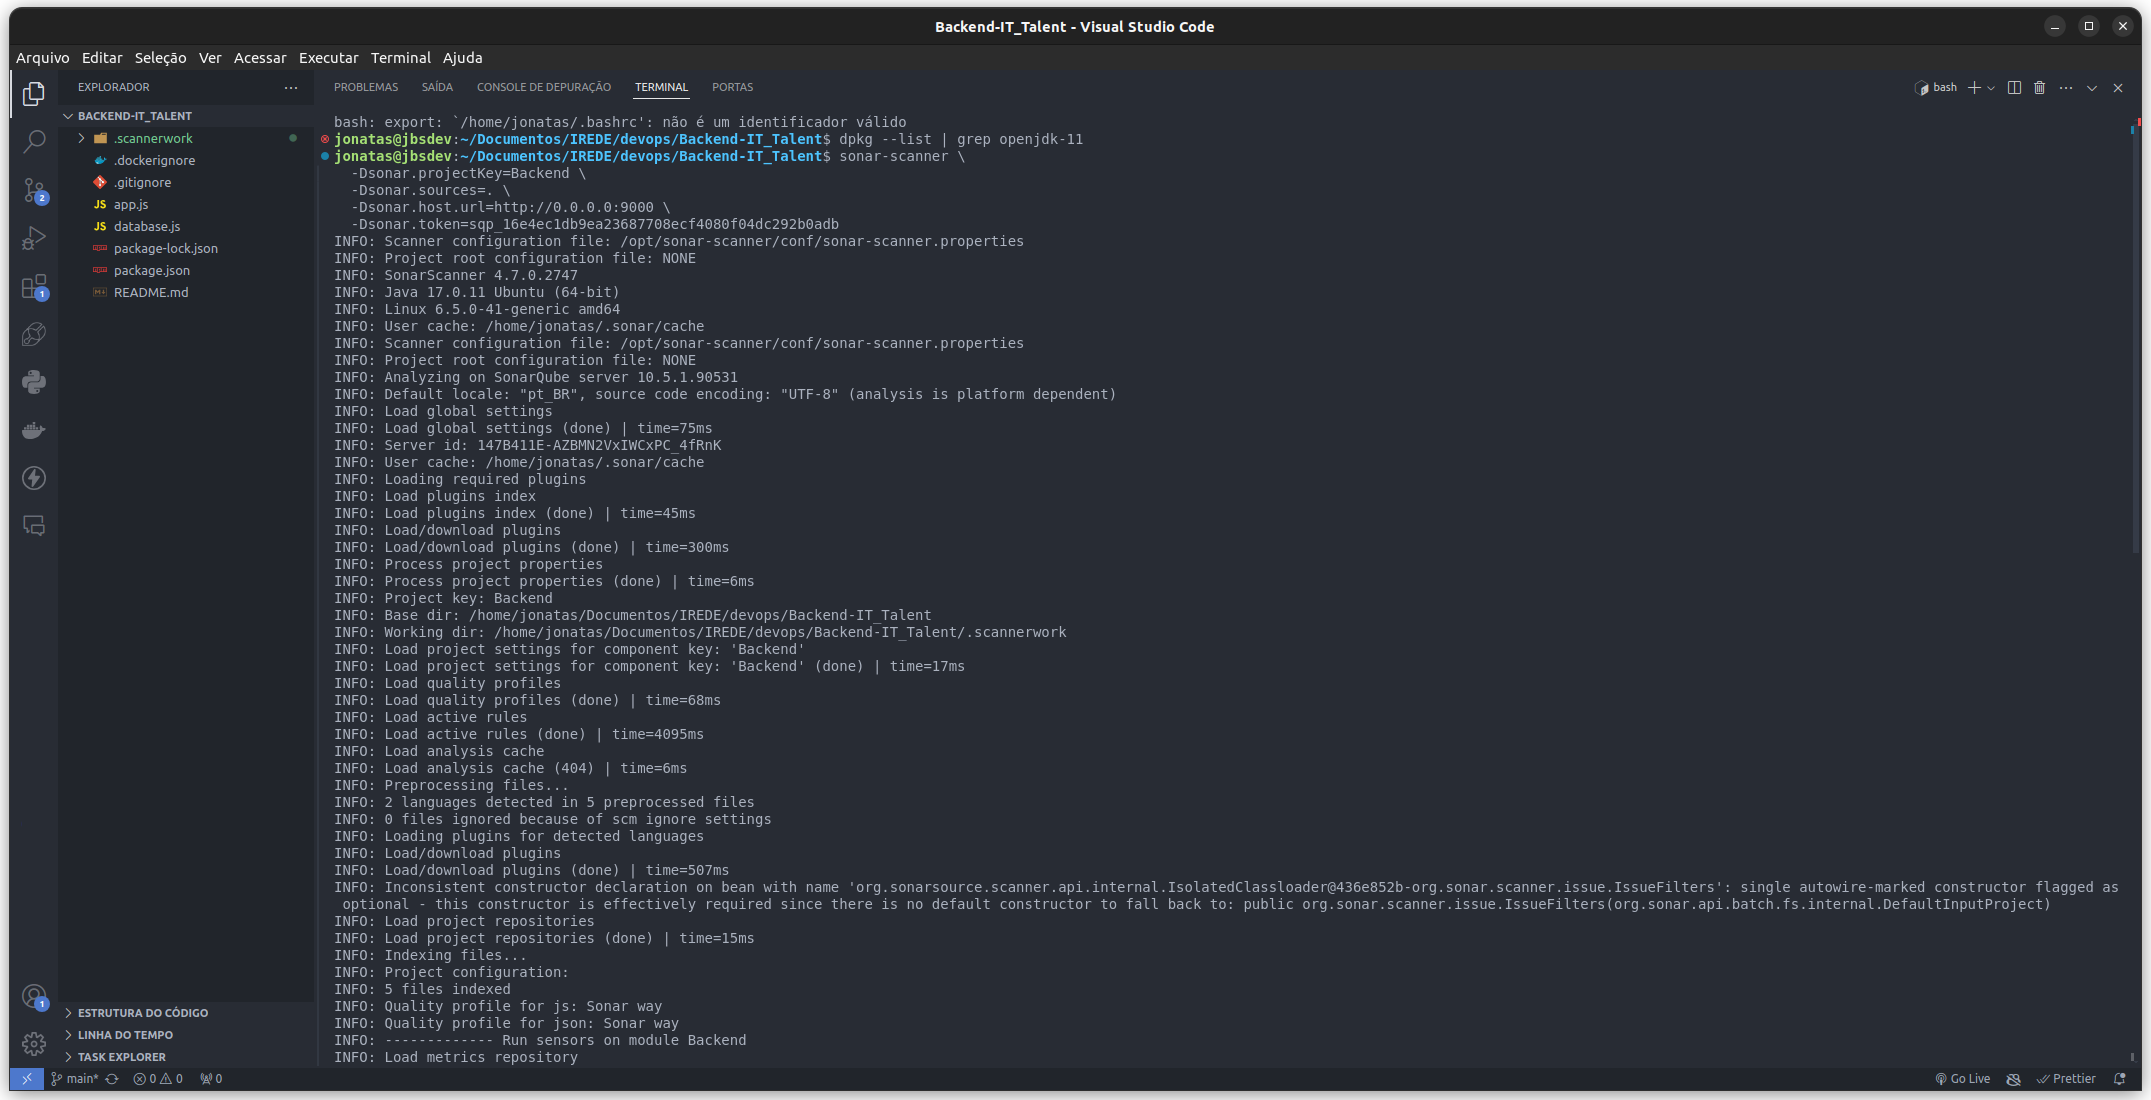 Backend-IT_Talent - Visual Studio Code
Arquivo Editar Seleção Ver Acessar Executar Terminal Ajuda
EXPLORADOR
BACKEND-IT_TALENT
.scannerwork
.dockerignore
.gitignore
JS app.js
JS database.js
package-lock.json
package.json
README.md
ESTRUTURA DO CÓDIGO
LINHA DO TEMPO
TASK EXPLORER
2
1
1
PROBLEMAS SAÍDA CONSOLE DE DEPURAÇÃO TERMINAL PORTAS
bash
bash: export: `/home/jonatas/.bashrc': não é um identificador válido
jonatas@jbsdev:~/Documentos/IREDE/devops/Backend-IT_Talent$ dpkg --list | grep openjdk-11
jonatas@jbsdev:~/Documentos/IREDE/devops/Backend-IT_Talent$ sonar-scanner \
-Dsonar.projectKey=Backend \
-Dsonar.sources=. \
-Dsonar.host.url=http://0.0.0.0:9000 \
-Dsonar.token=sqp_16e4ec1db9ea23687708ecf4080f04dc292b0adb
INFO: Scanner configuration file: /opt/sonar-scanner/conf/sonar-scanner.properties
INFO: Project root configuration file: NONE
INFO: SonarScanner 4.7.0.2747
INFO: Java 17.0.11 Ubuntu (64-bit)
INFO: Linux 6.5.0-41-generic amd64
INFO: User cache: /home/jonatas/.sonar/cache
INFO: Scanner configuration file: /opt/sonar-scanner/conf/sonar-scanner.properties
INFO: Project root configuration file: NONE
INFO: Analyzing on SonarQube server 10.5.1.90531
INFO: Default locale: "pt_BR", source code encoding: "UTF-8" (analysis is platform dependent)
INFO: Load global settings
INFO: Load global settings (done) | time=75ms
INFO: Server id: 147B411E-AZBMN2VxIWCxPC_4fRnK
INFO: User cache: /home/jonatas/.sonar/cache
INFO: Loading required plugins
INFO: Load plugins index
INFO: Load plugins index (done) | time=45ms
INFO: Load/download plugins
INFO: Load/download plugins (done) | time=300ms
INFO: Process project properties
INFO: Process project properties (done) | time=6ms
INFO: Project key: Backend
INFO: Base dir: /home/jonatas/Documentos/IREDE/devops/Backend-IT_Talent
INFO: Working dir: /home/jonatas/Documentos/IREDE/devops/Backend-IT_Talent/.scannerwork
INFO: Load project settings for component key: 'Backend'
INFO: Load project settings for component key: 'Backend' (done) | time=17ms
INFO: Load quality profiles
INFO: Load quality profiles (done) | time=68ms
INFO: Load active rules
INFO: Load active rules (done) | time=4095ms
INFO: Load analysis cache
INFO: Load analysis cache (404) | time=6ms
INFO: Preprocessing files...
INFO: 2 languages detected in 5 preprocessed files
INFO: 0 files ignored because of scm ignore settings
INFO: Loading plugins for detected languages
INFO: Load/download plugins
INFO: Load/download plugins (done) | time=507ms
INFO: Inconsistent constructor declaration on bean with name 'org.sonarsource.scanner.api.internal.IsolatedClassloader@436e852b-org.sonar.scanner.issue.IssueFilters': single autowire-marked constructor flagged as
optional - this constructor is effectively required since there is no default constructor to fall back to: public org.sonar.scanner.issue.IssueFilters(org.sonar.api.batch.fs.internal.DefaultInputProject)
INFO: Load project repositories
INFO: Load project repositories (done) | time=15ms
INFO: Indexing files...
INFO: Project configuration:
INFO: 5 files indexed
INFO: Quality profile for js: Sonar way
INFO: Quality profile for json: Sonar way
INFO: ------------- Run sensors on module Backend
INFO: Load metrics repository
main* 0 0 0 Go Live Prettier